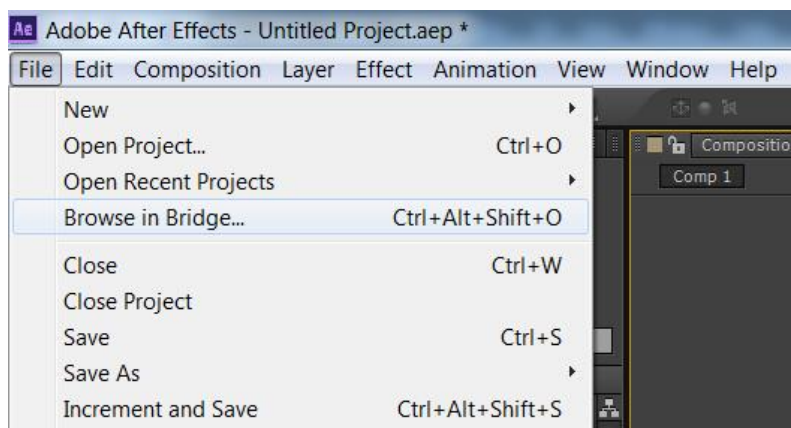 Ae Adobe After Effects - Untitled Project.aep *
File Edit Composition Layer Effect Animation View Window Help
New
Open Project... Ctrl+O
Open Recent Projects
Browse in Bridge... Ctrl+Alt+Shift+O
Close Ctrl+W
Close Project
Save Ctrl+S
Save As
Increment and Save Ctrl+Alt+Shift+S
Compositio
Comp 1